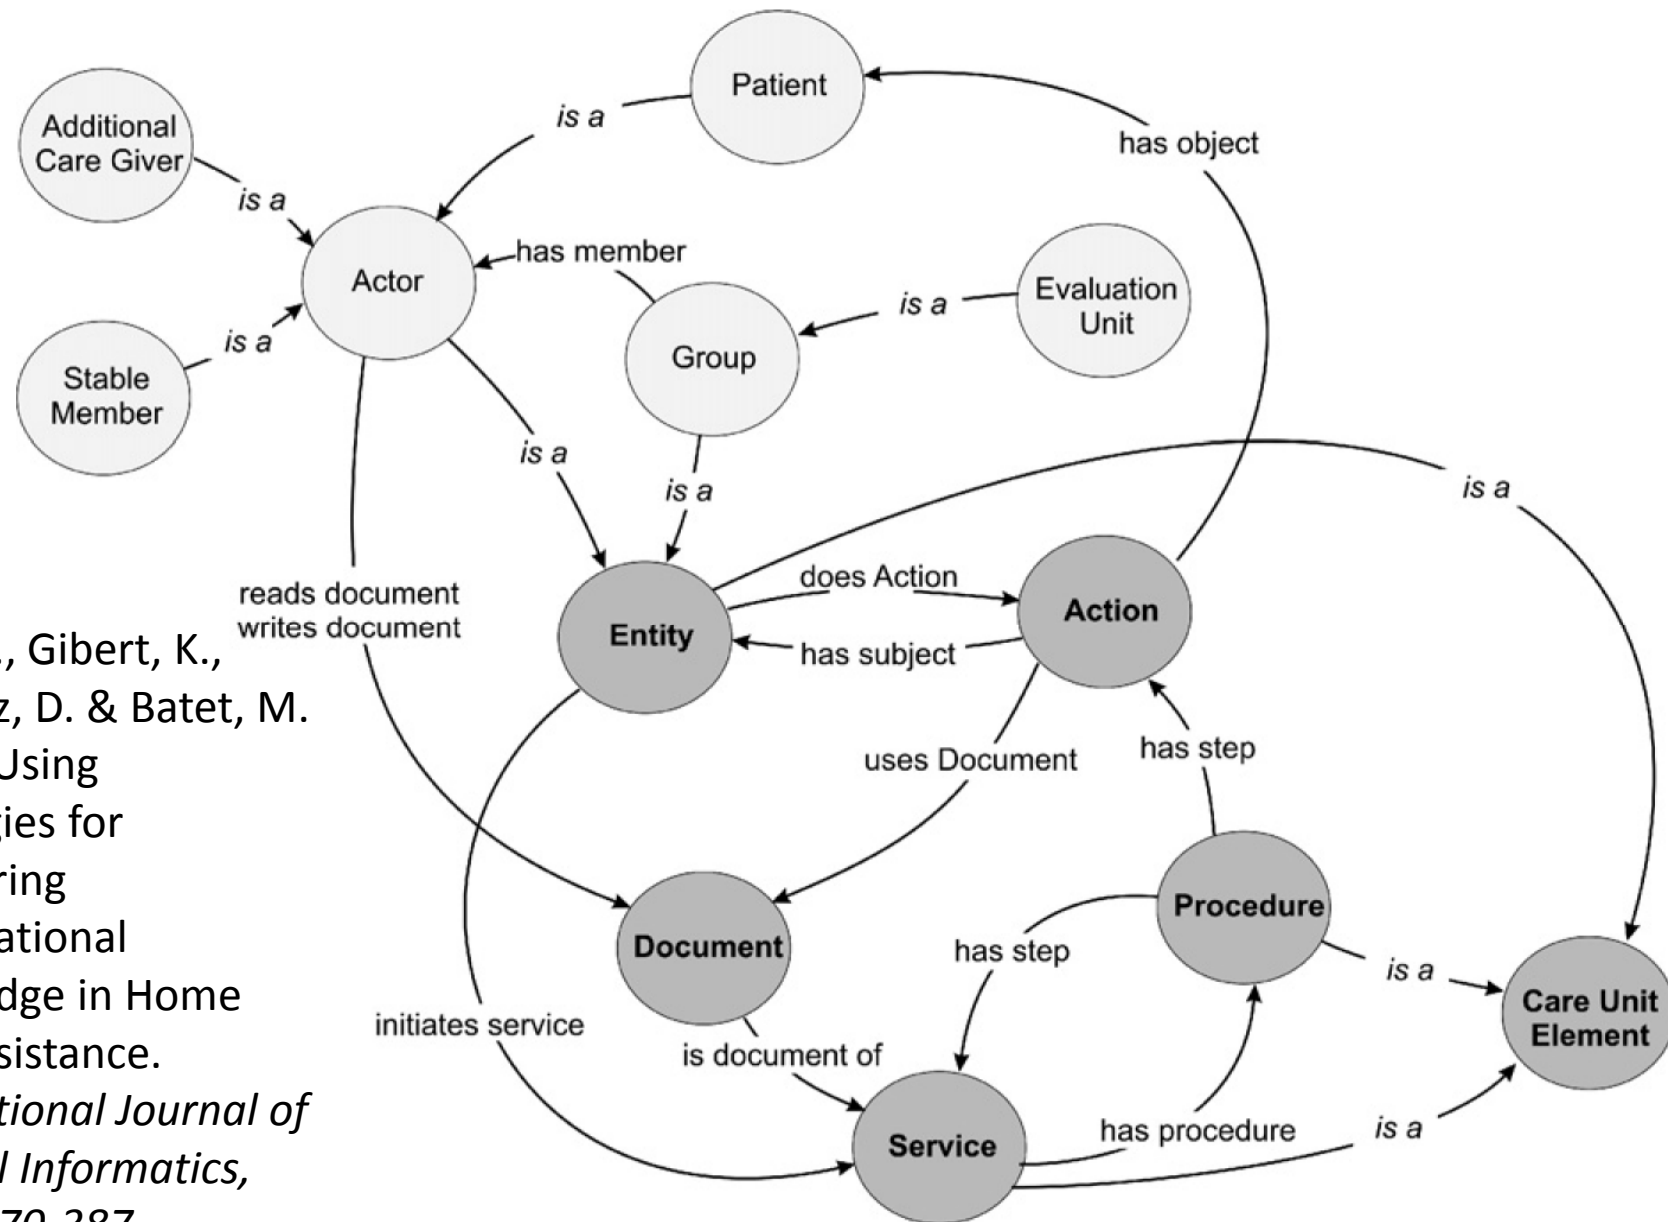 Patient
is a
has object
Additional
Care Giver
is a
has member
Actor
Evaluation
Unit
is a
Group
is a
Stable
Member
is a
is a
is a
does Action
Action
reads document
writes document
Entity
has subject
., Gibert, K.,
z, D. & Batet, M.
uses Document
has step
Using
gies for
ring
Procedure
ational
Document
has step
is a
dge in Home
Care Unit
Element
initiates service
sistance.
is document of
tional Journal of
has procedure
is a
Service
l Informatics,
70-287